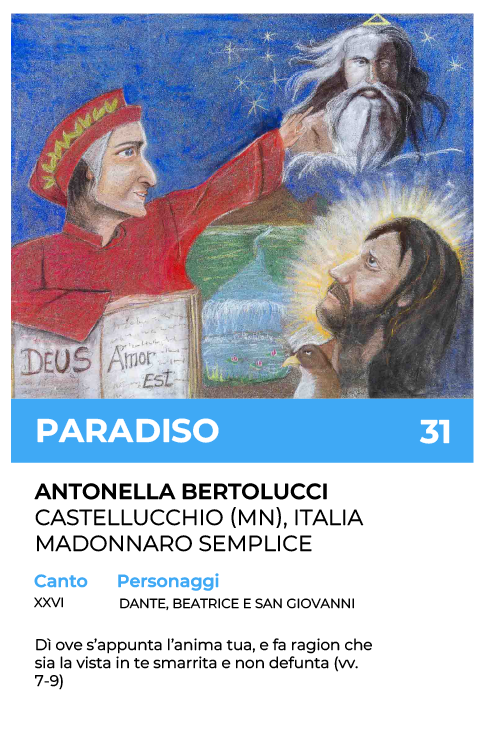 DEUS Amor
Est
PARADISO 31
ANTONELLA BERTOLUCCI
CASTELLUCCHIO (MN), ITALIA
MADONNARO SEMPLICE
Canto Personaggi
XXVI DANTE, BEATRICE E SAN GIOVANNI
Dì ove s’appunta l’anima tua, e fa ragion che
sia la vista in te smarrita e non defunta (vv.
7-9)